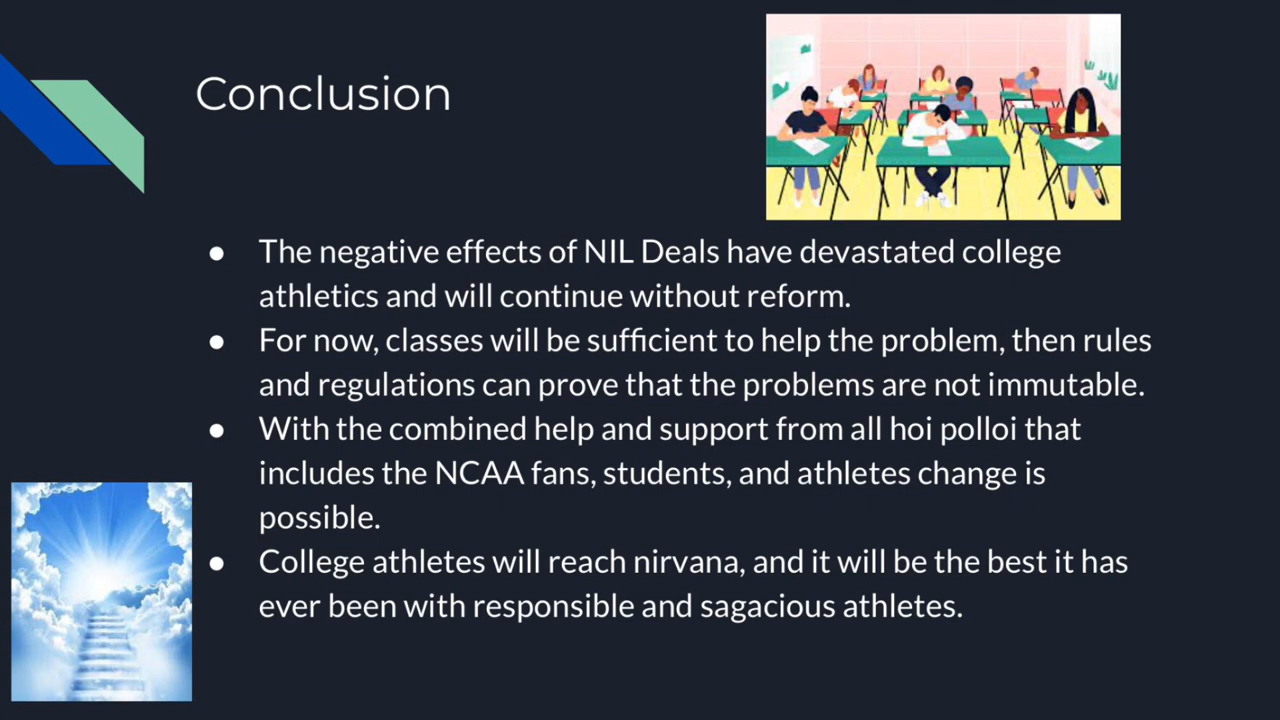 Conclusion
● The negative effects of NIL Deals have devastated college
athletics and will continue without reform.
● For now, classes will be sufficient to help the problem, then rules
and regulations can prove that the problems are not immutable.
● With the combined help and support from all hoi polloi that
includes the NCAA fans, students, and athletes change is
possible.
● College athletes will reach nirvana, and it will be the best it has
ever been with responsible and sagacious athletes.